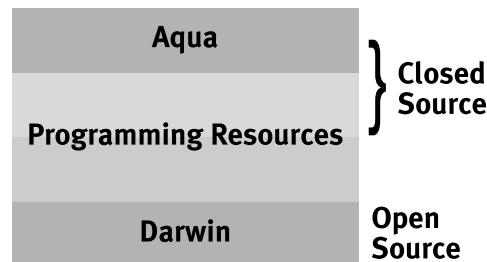 Aqua
Closed
Source
Programming Resources
Darwin
Open
Source